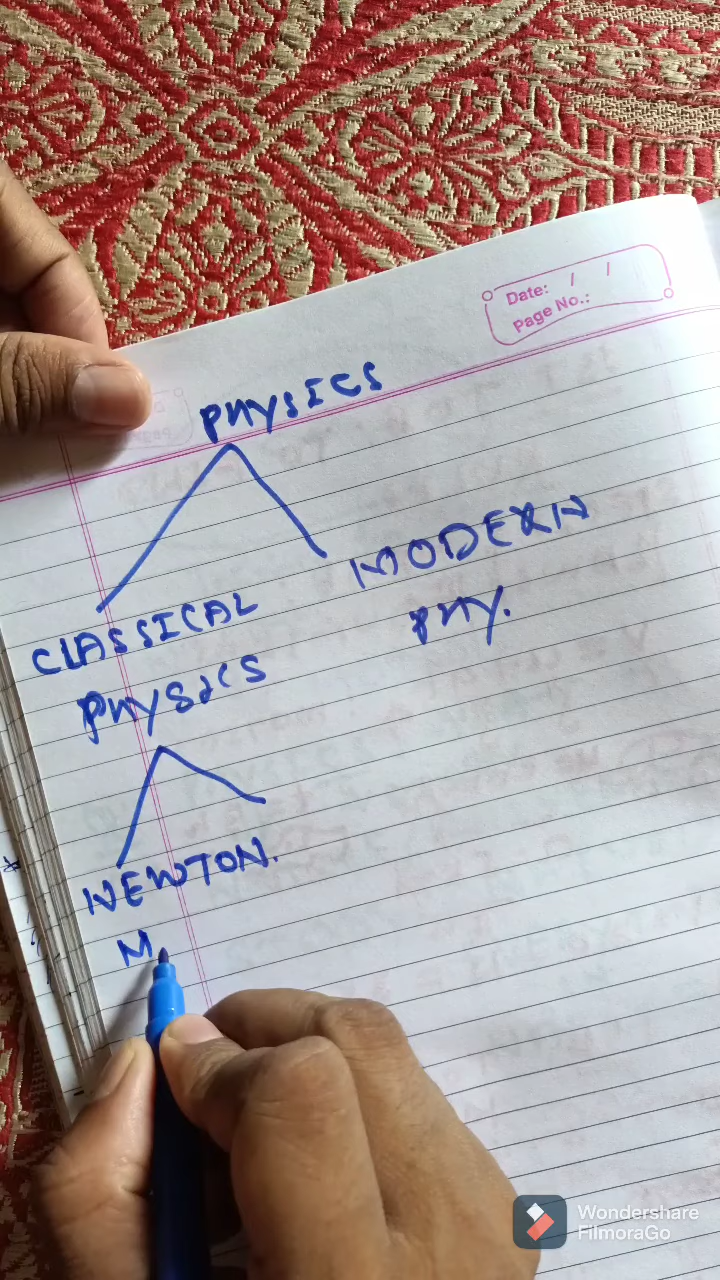 Date: / /
Page No.:
PHYSICS
MODERN
PHY.
CLASSICAL
PHYSICS
NEWTON.
M
Wondershare
FilmoraGo